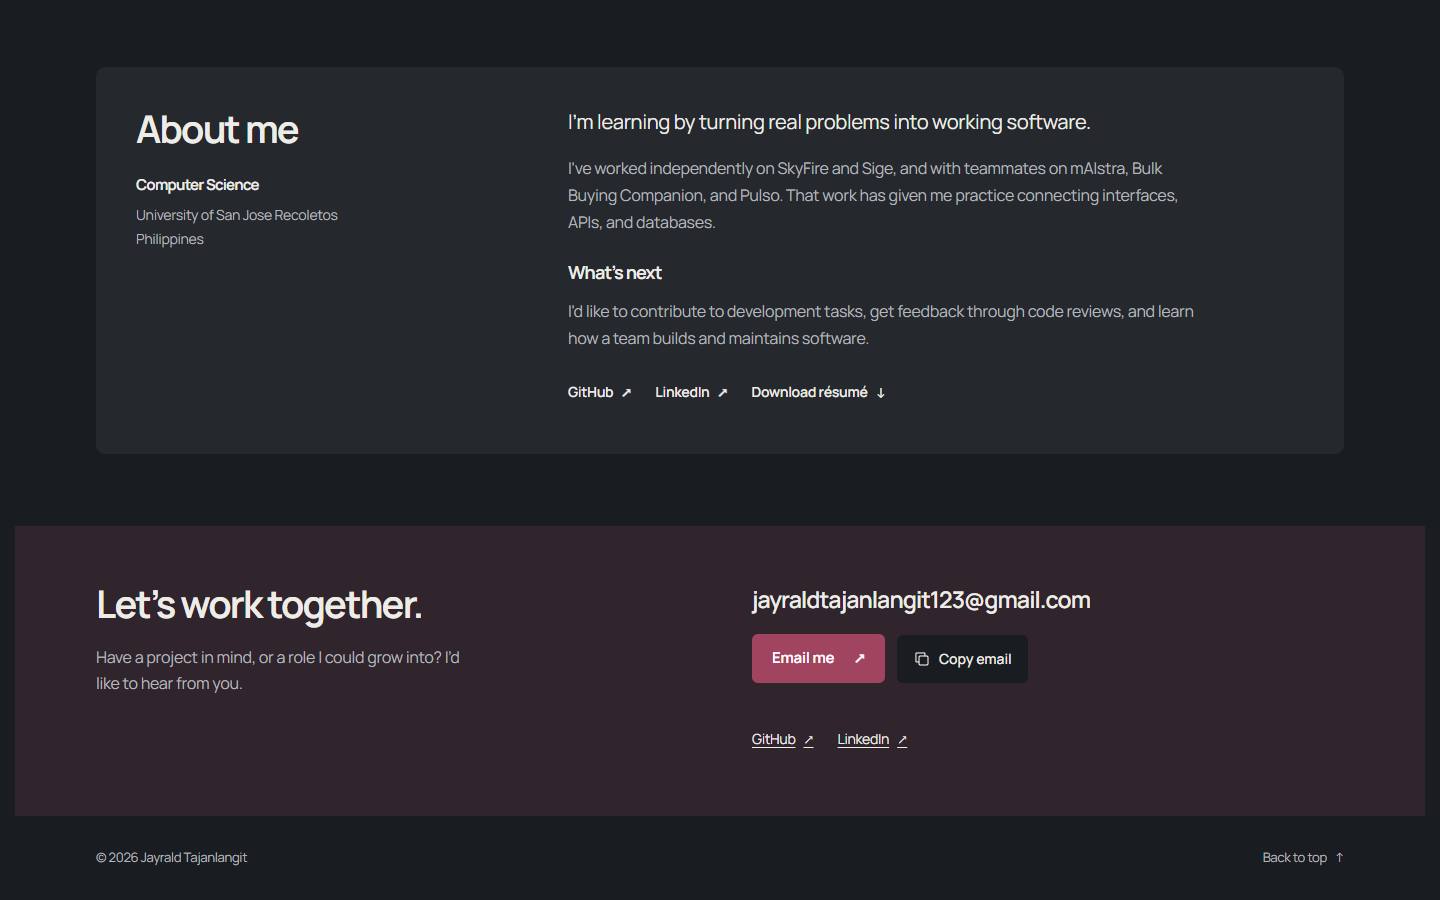 About me
Computer Science
University of San Jose Recoletos
Philippines
I'm learning by turning real problems into working software.
I've worked independently on SkyFire and Sige, and with teammates on mAIstra, Bulk
Buying Companion, and Pulso. That work has given me practice connecting interfaces,
APIs, and databases.
What's next
I'd like to contribute to development tasks, get feedback through code reviews, and learn
how a team builds and maintains software.
GitHub ↗ LinkedIn ↗ Download résumé ↓
Let's work together.
Have a project in mind, or a role I could grow into? I'd
like to hear from you.
jayraldtajanlangit123@gmail.com
Email me ↗ Copy email
GitHub ↗ LinkedIn ↗
© 2026 Jayrald Tajanlangit
Back to top ↑